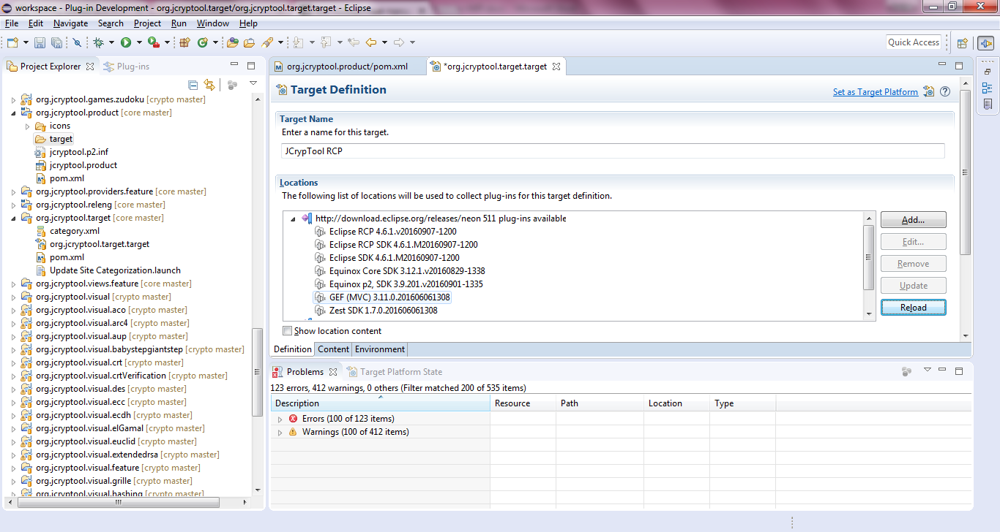 workspace - Plug-in Development - org.jcryptool.target/org.jcryptool.target.target - Eclipse
File Edit Navigate Search Project Run Window Help
Quick Access
Project Explorer Plug-ins
org.jcryptool.games.zudoku [crypto master]
org.jcryptool.product [core master]
icons
target
jcryptool.p2.inf
jcryptool.product
pom.xml
org.jcryptool.providers.feature [core master]
org.jcryptool.releng [core master]
org.jcryptool.target [core master]
category.xml
org.jcryptool.target.target
pom.xml
Update Site Categorization.launch
org.jcryptool.views.feature [core master]
org.jcryptool.visual [crypto master]
org.jcryptool.visual.aco [crypto master]
org.jcryptool.visual.arc4 [crypto master]
org.jcryptool.visual.aup [crypto master]
org.jcryptool.visual.babystepgiantstep [crypto master]
org.jcryptool.visual.crt [crypto master]
org.jcryptool.visual.crtVerification [crypto master]
org.jcryptool.visual.des [crypto master]
org.jcryptool.visual.ecc [crypto master]
org.jcryptool.visual.ecdh [crypto master]
org.jcryptool.visual.elGamal [crypto master]
org.jcryptool.visual.euclid [crypto master]
org.jcryptool.visual.extendedrsa [crypto master]
org.jcryptool.visual.feature [crypto master]
org.jcryptool.visual.grille [crypto master]
org.jcryptool.visual.hashing [crypto master]
org.jcryptool.product/pom.xml *org.jcryptool.target.target
Target Definition
Set as Target Platform
Target Name
Enter a name for this target.
JCrypTool RCP
Locations
The following list of locations will be used to collect plug-ins for this target definition.
http://download.eclipse.org/releases/neon 511 plug-ins available
Eclipse RCP 4.6.1.v20160907-1200
Eclipse RCP SDK 4.6.1.M20160907-1200
Eclipse SDK 4.6.1.M20160907-1200
Equinox Core SDK 3.12.1.v20160829-1338
Equinox p2, SDK 3.9.201.v20160901-1335
GEF (MVC) 3.11.0.201606061308
Zest SDK 1.7.0.201606061308
Add...
Edit...
Remove
Update
Reload
Show location content
Definition Content Environment
Problems Target Platform State
123 errors, 412 warnings, 0 others (Filter matched 200 of 535 items)
Description Resource Path Location Type
Errors (100 of 123 items)
Warnings (100 of 412 items)